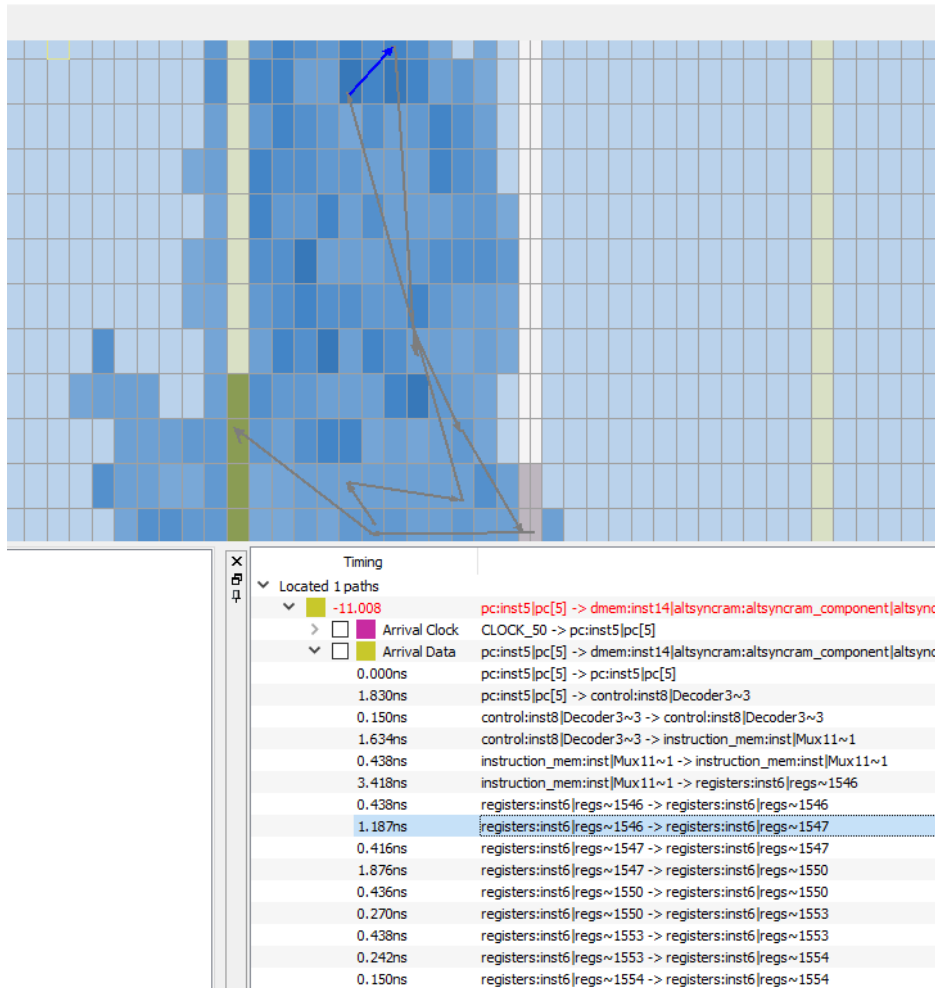 Timing
Located 1 paths
-11.008 pc:inst5|pc[5] -> dmem:inst14|altsyncram:altsyncram_component|altsync
Arrival Clock CLOCK_50 -> pc:inst5|pc[5]
Arrival Data pc:inst5|pc[5] -> dmem:inst14|altsyncram:altsyncram_component|altsync
0.000ns pc:inst5|pc[5] -> pc:inst5|pc[5]
1.830ns pc:inst5|pc[5] -> control:inst8|Decoder3~3
0.150ns control:inst8|Decoder3~3 -> control:inst8|Decoder3~3
1.634ns control:inst8|Decoder3~3 -> instruction_mem:inst|Mux11~1
0.438ns instruction_mem:inst|Mux11~1 -> instruction_mem:inst|Mux11~1
3.418ns instruction_mem:inst|Mux11~1 -> registers:inst6|regs~1546
0.438ns registers:inst6|regs~1546 -> registers:inst6|regs~1546
1.187ns registers:inst6|regs~1546 -> registers:inst6|regs~1547
0.416ns registers:inst6|regs~1547 -> registers:inst6|regs~1547
1.876ns registers:inst6|regs~1547 -> registers:inst6|regs~1550
0.436ns registers:inst6|regs~1550 -> registers:inst6|regs~1550
0.270ns registers:inst6|regs~1550 -> registers:inst6|regs~1553
0.438ns registers:inst6|regs~1553 -> registers:inst6|regs~1553
0.242ns registers:inst6|regs~1553 -> registers:inst6|regs~1554
0.150ns registers:inst6|regs~1554 -> registers:inst6|regs~1554